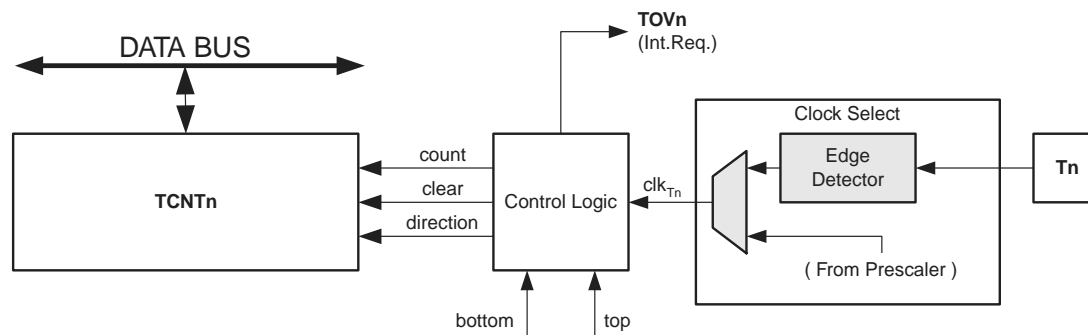 TOVn
(Int.Req.)
DATA BUS
Clock Select
count
Edge
Detector
Tn
TCNTn
clear
Control Logic
clkTn
direction
( From Prescaler )
bottom
top